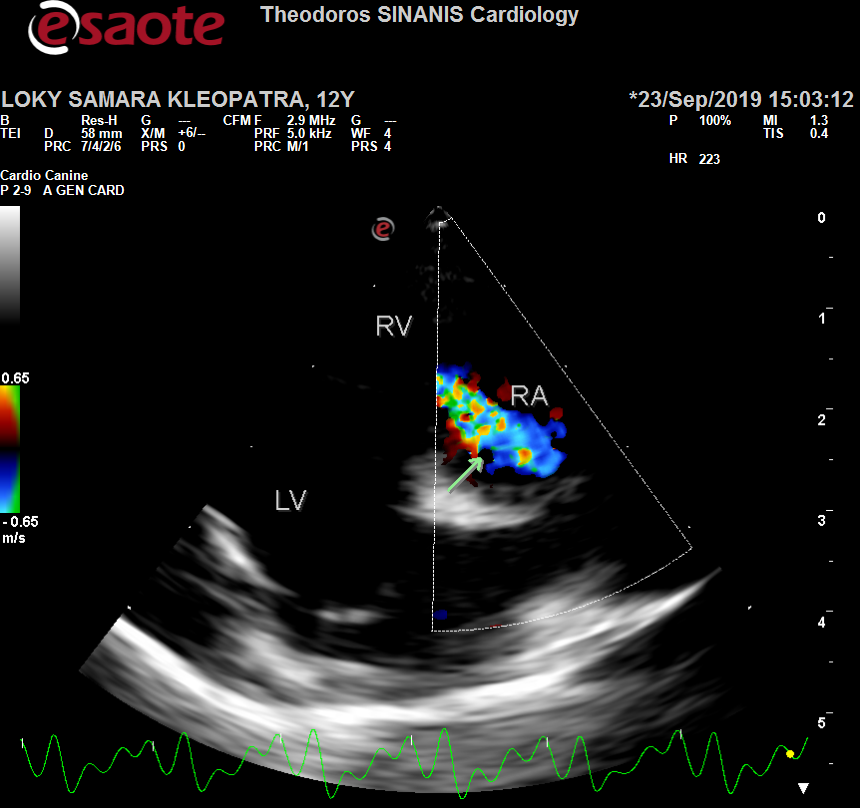 esaote
Theodoros SINANIS Cardiology
LOKY SAMARA KLEOPATRA, 12Y
*23/Sep/2019 15:03:12
B Res-H G --- CFM F 2.9 MHz G --- P 100% MI 1.3
TEI D 58 mm X/M +6/-- PRF 5.0 kHz WF 4 TIS 0.4
PRC 7/4/2/6 PRS 0 PRC M/1 PRS 4
HR 223
Cardio Canine
P 2-9 A GEN CARD
e
0
RV
1
0.65
RA
2
LV
3
-0.65
m/s
4
5